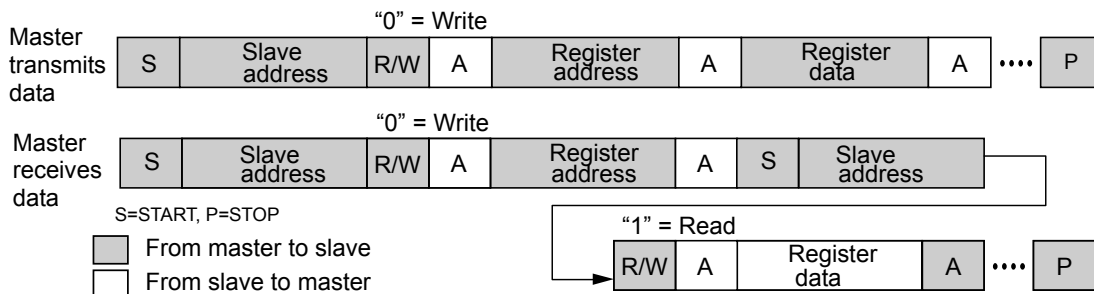 “0” = Write
Master transmits data
S Slave address R/W A Register address A Register data A •••• P
“0” = Write
Master receives data
S Slave address R/W A Register address A S Slave address
S=START, P=STOP
“1” = Read
From master to slave
R/W A Register data A •••• P
From slave to master